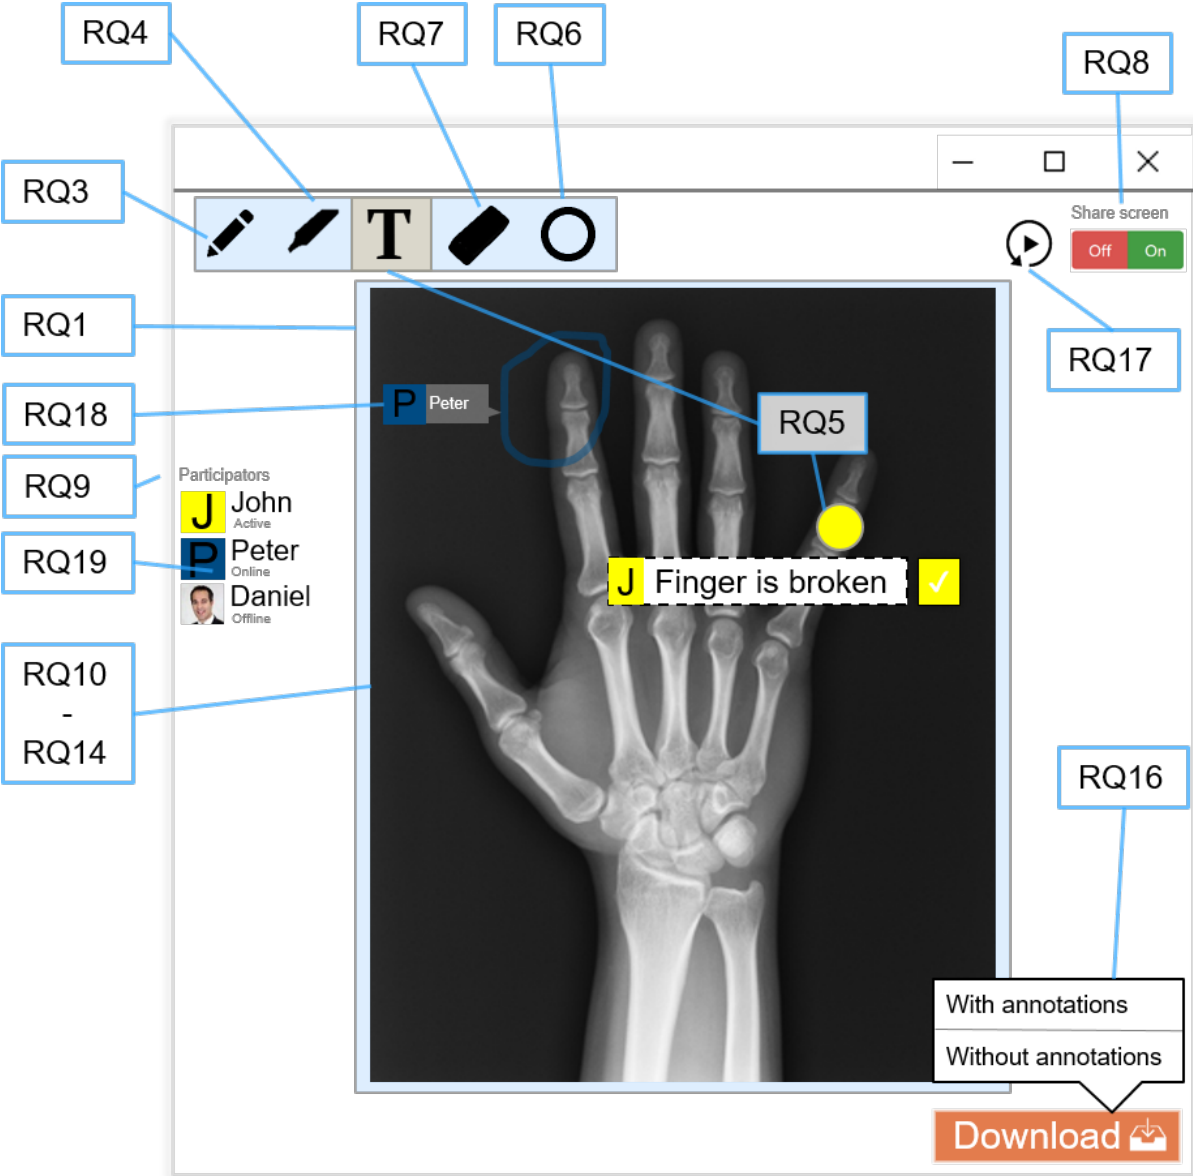 RQ4
RQ7
RQ6
RQ8
RQ3
T
Share screen
Off On
RQ1
RQ17
RQ18
P Peter
RQ5
RQ9
Participators
J John
Active
RQ19
P Peter
Online
J Finger is broken
Daniel
Offline
RQ10
-
RQ14
RQ16
With annotations
Without annotations
Download